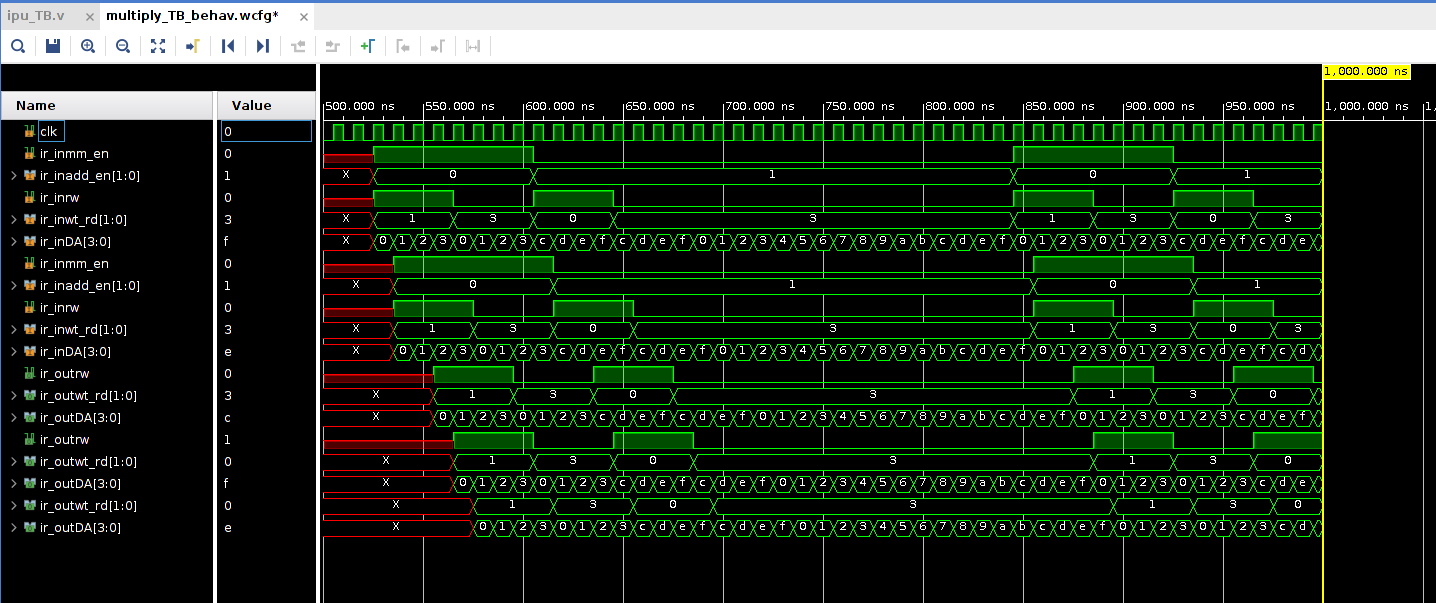 ipu_TB.v × multiply_TB_behav.wcfg* ×
1,000.000 ns
Name Value 500.000 ns 550.000 ns 600.000 ns 650.000 ns 700.000 ns 750.000 ns 800.000 ns 850.000 ns 900.000 ns 950.000 ns 1,000.000 ns 1,
clk 0
ir_inmm_en 0
ir_inadd_en[1:0] 1 X 0 1 0 1
ir_inrw 0
ir_inwt_rd[1:0] 3 X 1 3 0 3 1 3 0 3
ir_inDA[3:0] f X 0 1 2 3 0 1 2 3 c d e f c d e f 0 1 2 3 4 5 6 7 8 9 a b c d e f 0 1 2 3 0 1 2 3 c d e f c d e
ir_inmm_en 0
ir_inadd_en[1:0] 1 X 0 1 0 1
ir_inrw 0
ir_inwt_rd[1:0] 3 X 1 3 0 3 1 3 0 3
ir_inDA[3:0] e X 0 1 2 3 0 1 2 3 c d e f c d e f 0 1 2 3 4 5 6 7 8 9 a b c d e f 0 1 2 3 0 1 2 3 c d e f c d
ir_outrw 0
ir_outwt_rd[1:0] 3 X 1 3 0 3 1 3 0
ir_outDA[3:0] c X 0 1 2 3 0 1 2 3 c d e f c d e f 0 1 2 3 4 5 6 7 8 9 a b c d e f 0 1 2 3 0 1 2 3 c d e f
ir_outrw 1
ir_outwt_rd[1:0] 0 X 1 3 0 3 1 3 0
ir_outDA[3:0] f X 0 1 2 3 0 1 2 3 c d e f c d e f 0 1 2 3 4 5 6 7 8 9 a b c d e f 0 1 2 3 0 1 2 3 c d e
ir_outwt_rd[1:0] 0 X 1 3 0 3 1 3 0
ir_outDA[3:0] e X 0 1 2 3 0 1 2 3 c d e f c d e f 0 1 2 3 4 5 6 7 8 9 a b c d e f 0 1 2 3 0 1 2 3 c d